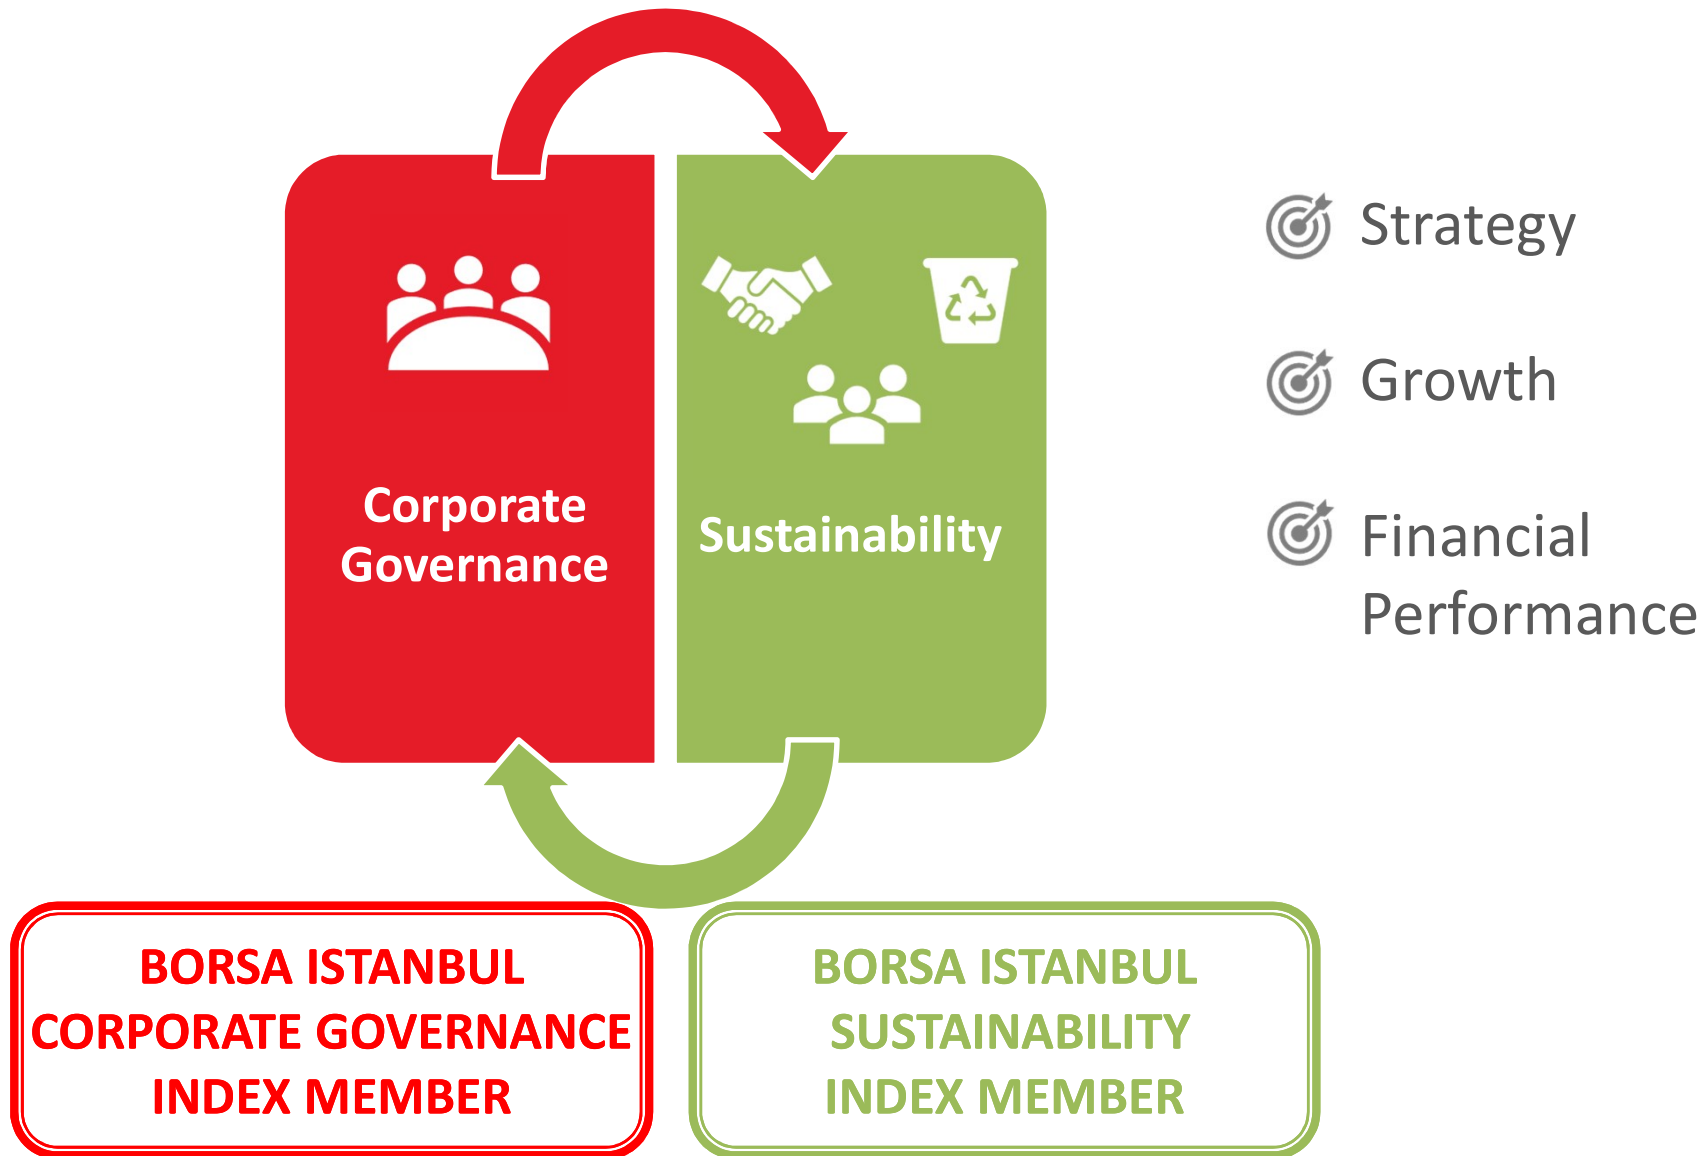 Corporate
Governance
Sustainability
Strategy
Growth
Financial
Performance
BORSA ISTANBUL
CORPORATE GOVERNANCE
INDEX MEMBER
BORSA ISTANBUL
SUSTAINABILITY
INDEX MEMBER